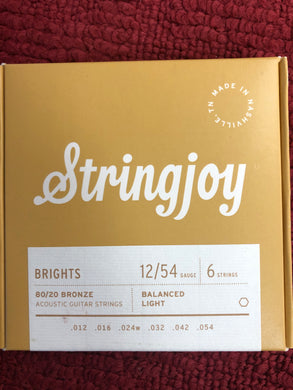 MADE IN NASHVILLE, TN
Stringjoy
BRIGHTS 12/54 GAUGE 6 STRINGS
80/20 BRONZE BALANCED
ACOUSTIC GUITAR STRINGS LIGHT
.012 .016 .024w .032 .042 .054